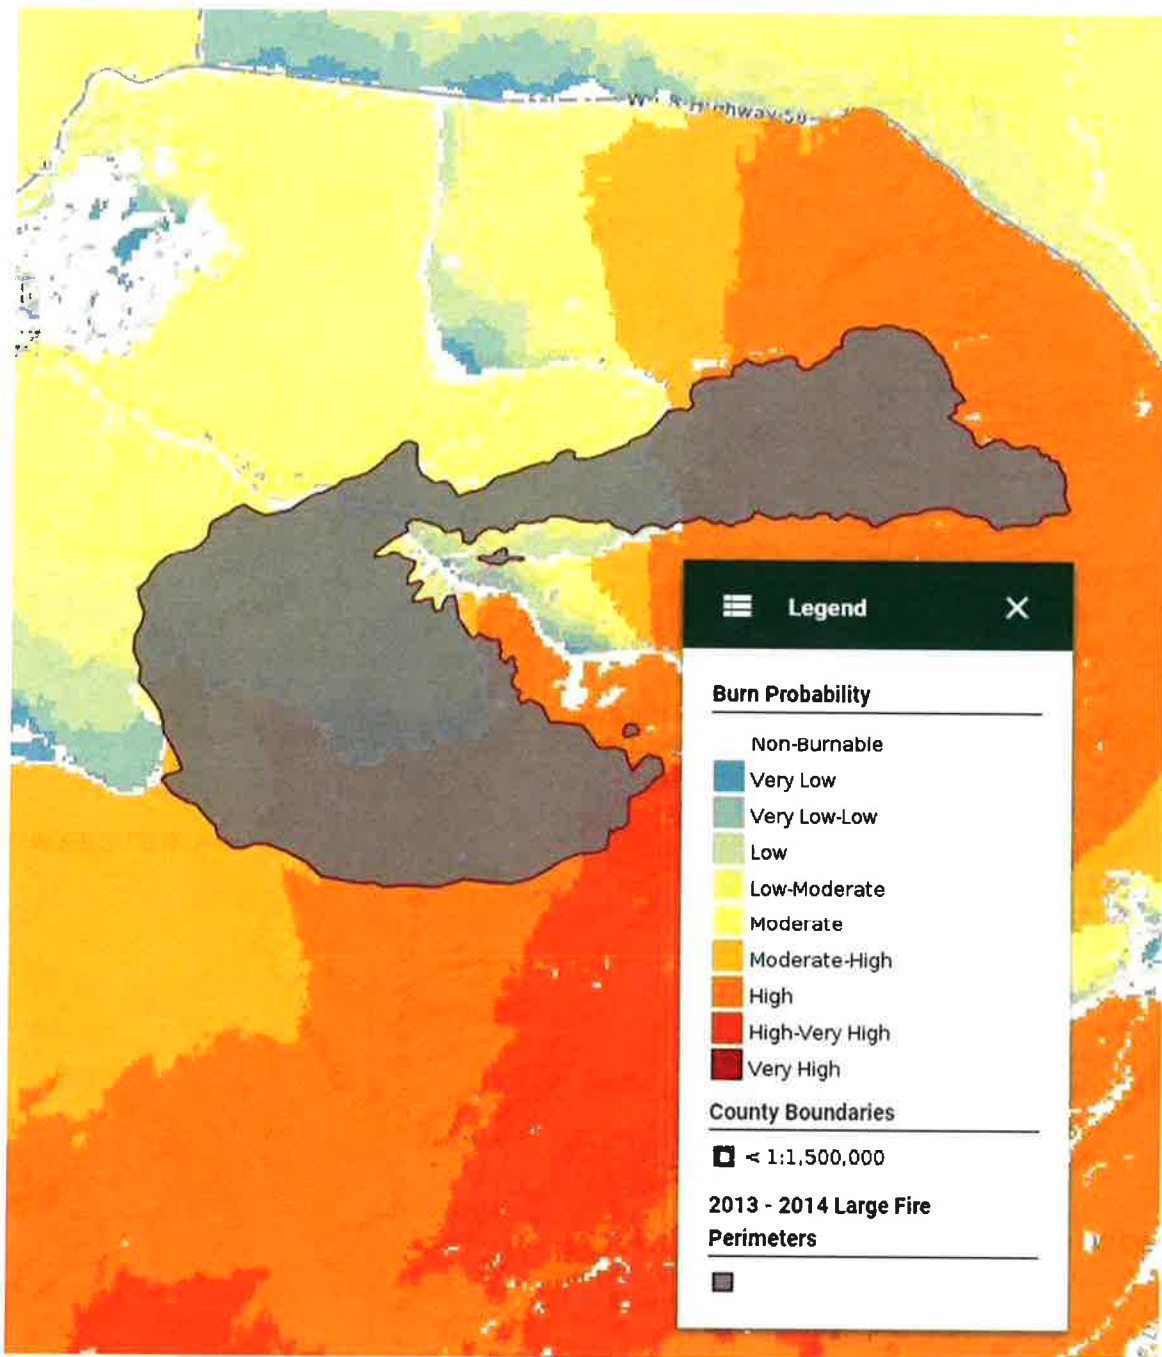 Legend
Burn Probability
Non-Burnable
Very Low
Very Low-Low
Low
Low-Moderate
Moderate
Moderate-High
High
High-Very High
Very High
County Boundaries
< 1:1,500,000
2013 - 2014 Large Fire
Perimeters